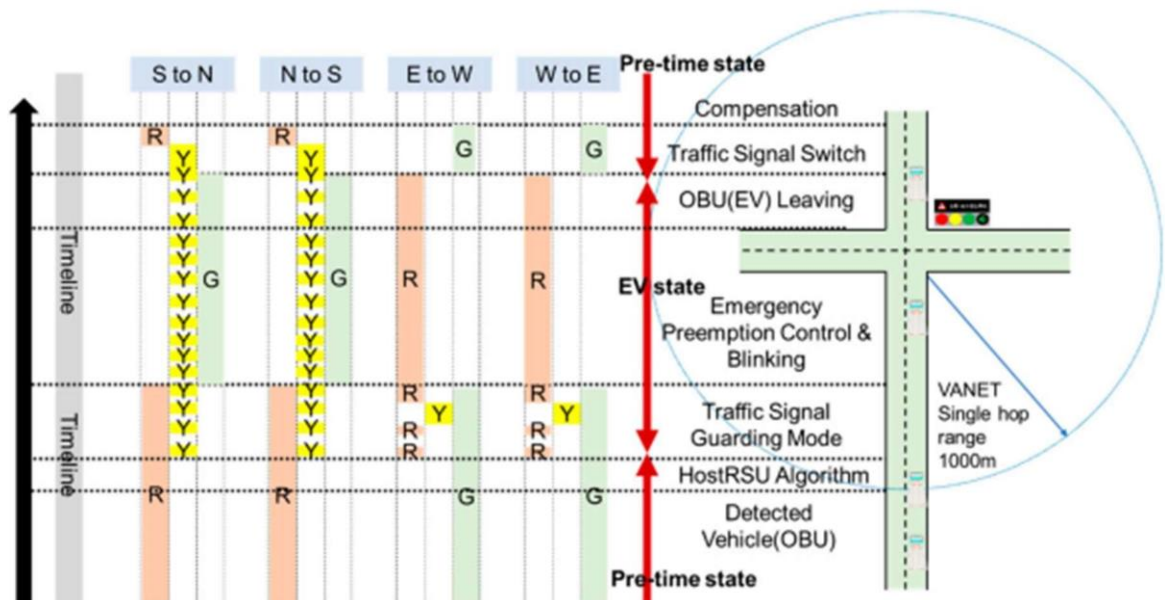 Pre-time state
S to N N to S E to W W to E
Compensation
R R
G G
Y Y
Traffic Signal Switch
Y Y
Y Y
OBU(EV) Leaving
Y Y
Y Y
Timeline
Y Y
Y G Y G R R
EV state
Y Y
Emergency
Preemption Control &
Blinking
Y Y
Y Y
Y Y
Y Y
Y Y R R
Y Y Y Y
Traffic Signal
Guarding Mode
Y Y R R
Y Y R R
Timeline
HostRSU Algorithm
R R G G
Detected
Vehicle(OBU)
Pre-time state
VANET
Single hop
range
1000m